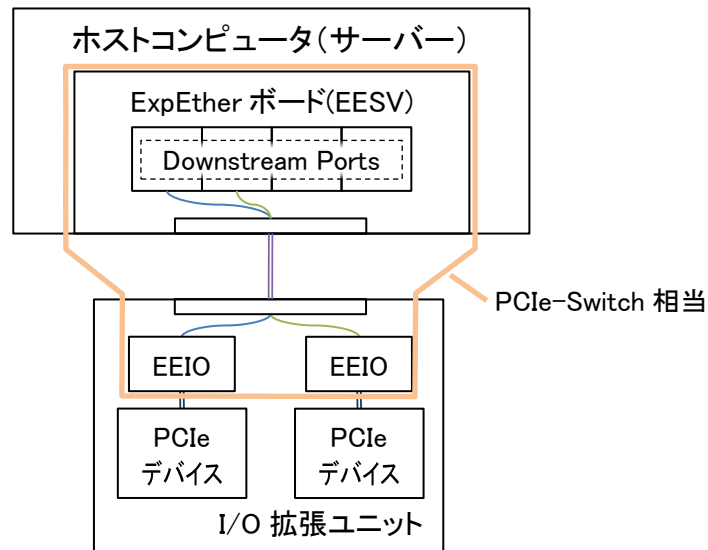 ホストコンピュータ(サーバー)
ExpEther ボード(EESV)
Downstream Ports
PCIe-Switch 相当
EEIO
EEIO
PCIe
デバイス
PCIe
デバイス
I/O 拡張ユニット